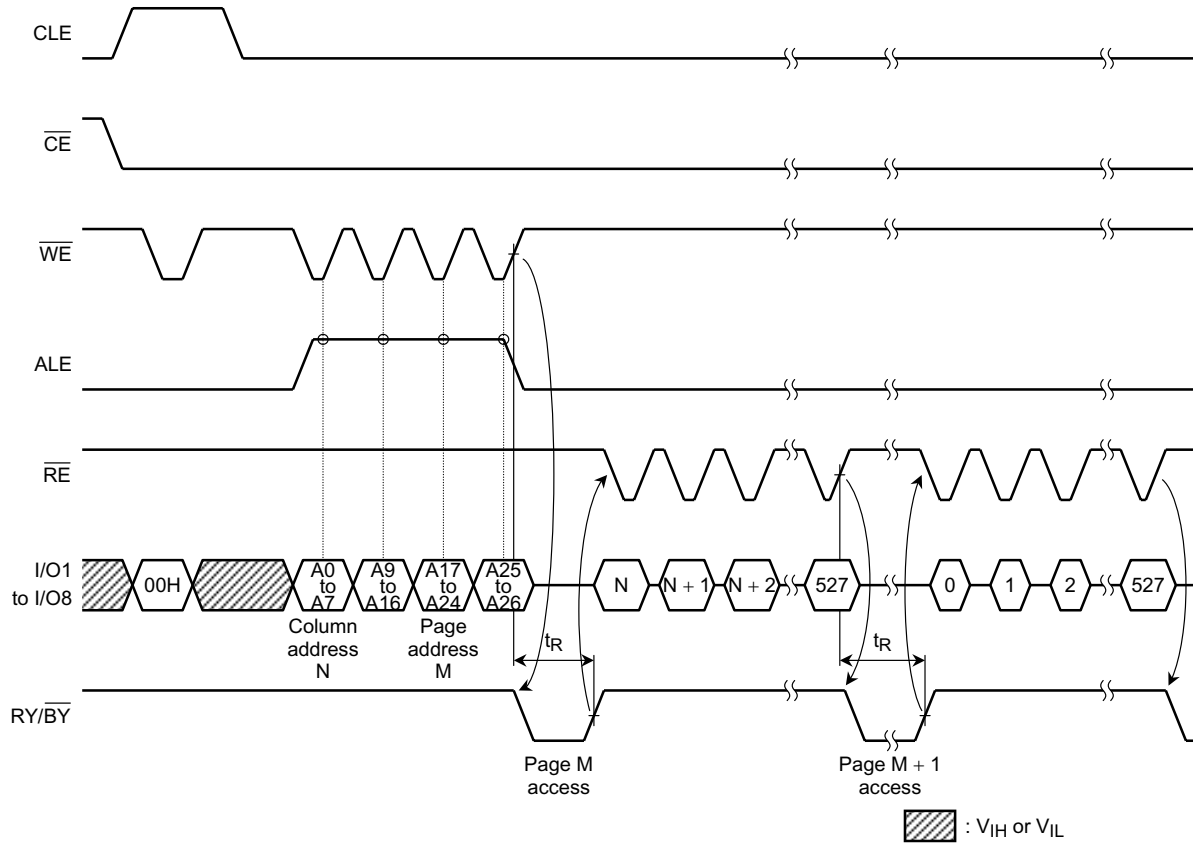 CLE
CE
WE
ALE
RE
I/O1
to I/O8
00H
A0
to
A7
A9
to
A16
A17
to
A24
A25
to
A26
N
N + 1
N + 2
527
0
1
2
527
Column
address
N
Page
address
M
tR
tR
RY/BY
Page M
access
Page M + 1
access
: VIH or VIL